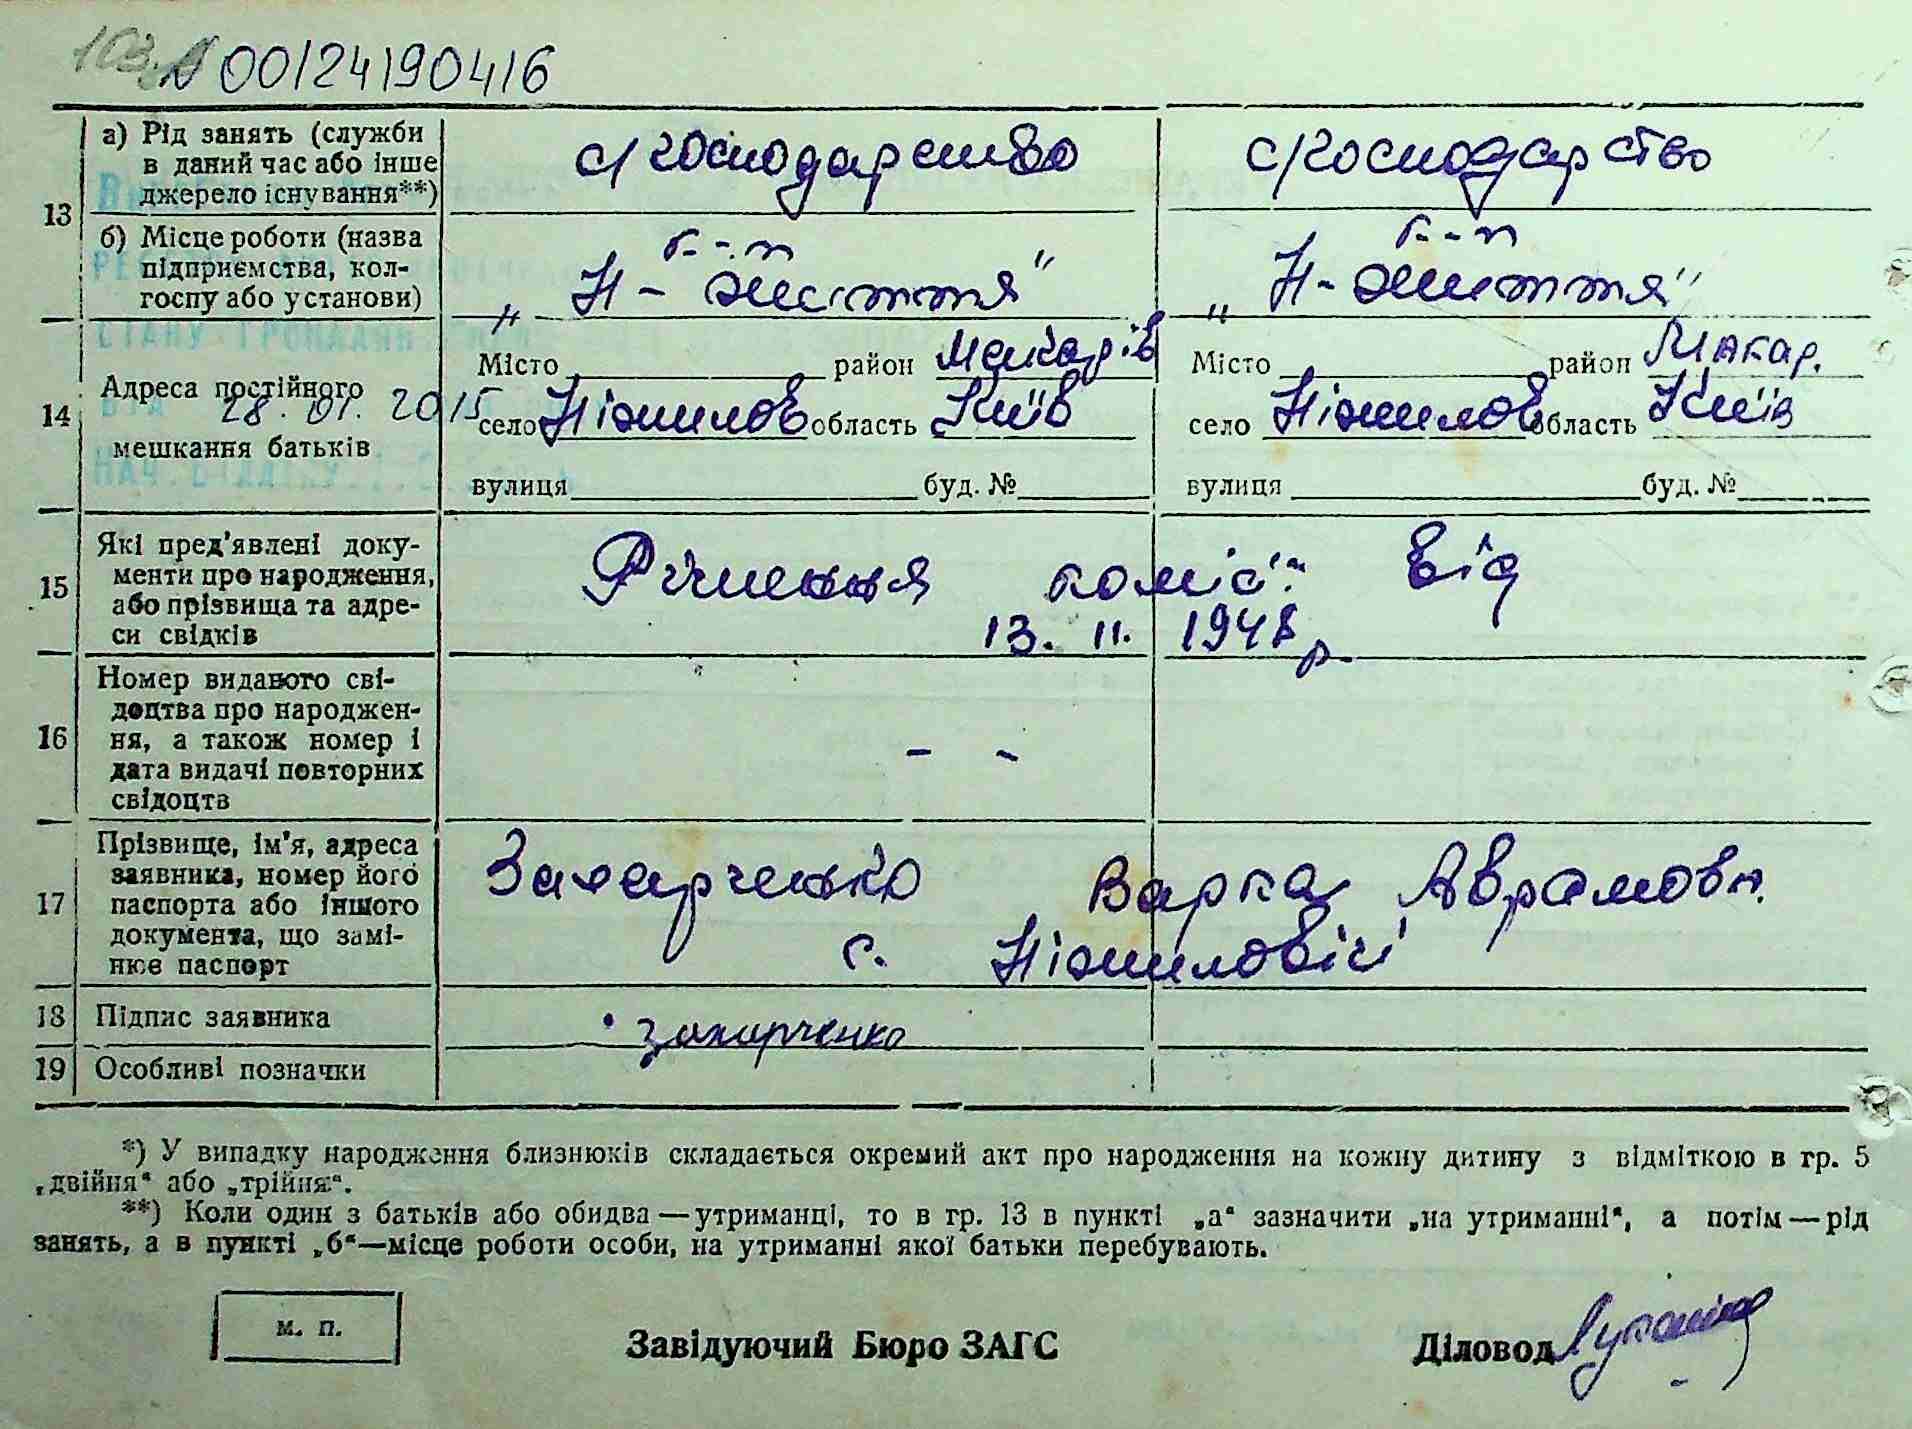 00124190416
13
а) Рід занять (служби в даний час або інше джерело існування**)
с/господарство
с/господарство
б) Місце роботи (назва підприємства, колгоспу або установи)
к-г-п
„Н-життя"
к-г-п
„Н-життя"
14
Адреса постійного мешкання батьків
28.01.2015
Місто район Макарів
село Ніжилов область Київ
вулиця буд. №
Місто район Макар.
село Ніжилов область Київ
вулиця буд. №
15
Які пред'явлені документи про народження, або прізвища та адреси свідків
Рішення коміс. від
13. II. 1948 р.
16
Номер виданого свідоцтва про народження, а також номер і дата видачі повторних свідоцтв
- -
17
Прізвище, ім'я, адреса заявника, номер його паспорта або іншого документа, що замінює паспорт
Захарченко Варка Аврамовн.
с. Ніжиловічі
18
Підпис заявника
Захарченко
19
Особливі позначки
*) У випадку народження близнюків складається окремий акт про народження на кожну дитину з відміткою в гр. 5
„двійня" або „трійня".
**) Коли один з батьків або обидва — утриманці, то в гр. 13 в пункті „а" зазначити „на утриманні", а потім — рід
занять, а в пункті „б"—місце роботи особи, на утриманні якої батьки перебувають.
м. п.
Завідуючий Бюро ЗАГС
Діловод